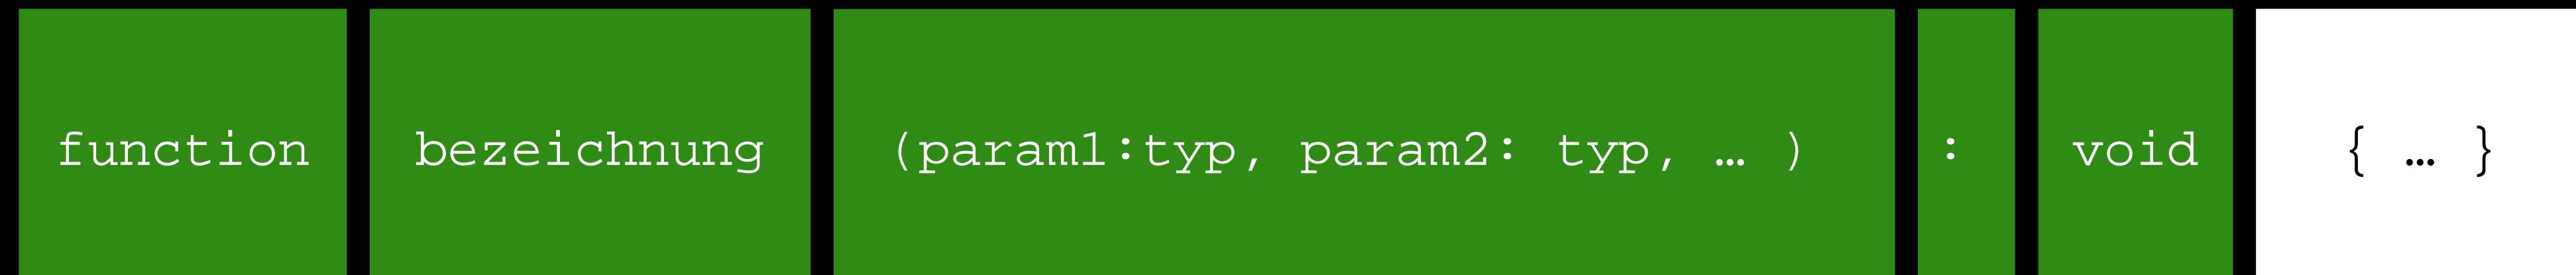 function bezeichnung (param1:typ, param2: typ, … ) : void { … }